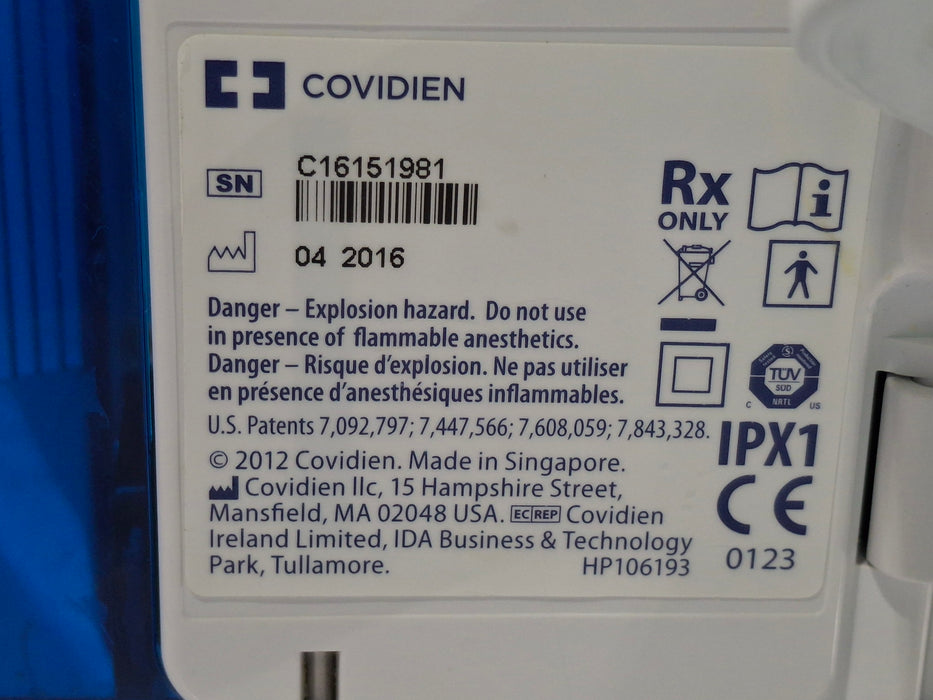 COVIDIEN
SN
C16151981
04 2016
Rx
ONLY
i
Danger – Explosion hazard. Do not use
in presence of flammable anesthetics.
Danger – Risque d'explosion. Ne pas utiliser
en présence d'anesthésiques inflammables.
TÜV
SÜD
NRTL
C US
U.S. Patents 7,092,797; 7,447,566; 7,608,059; 7,843,328.
IPX1
© 2012 Covidien. Made in Singapore.
Covidien llc, 15 Hampshire Street,
Mansfield, MA 02048 USA. EC REP Covidien
Ireland Limited, IDA Business & Technology
Park, Tullamore.
HP106193
CE
0123